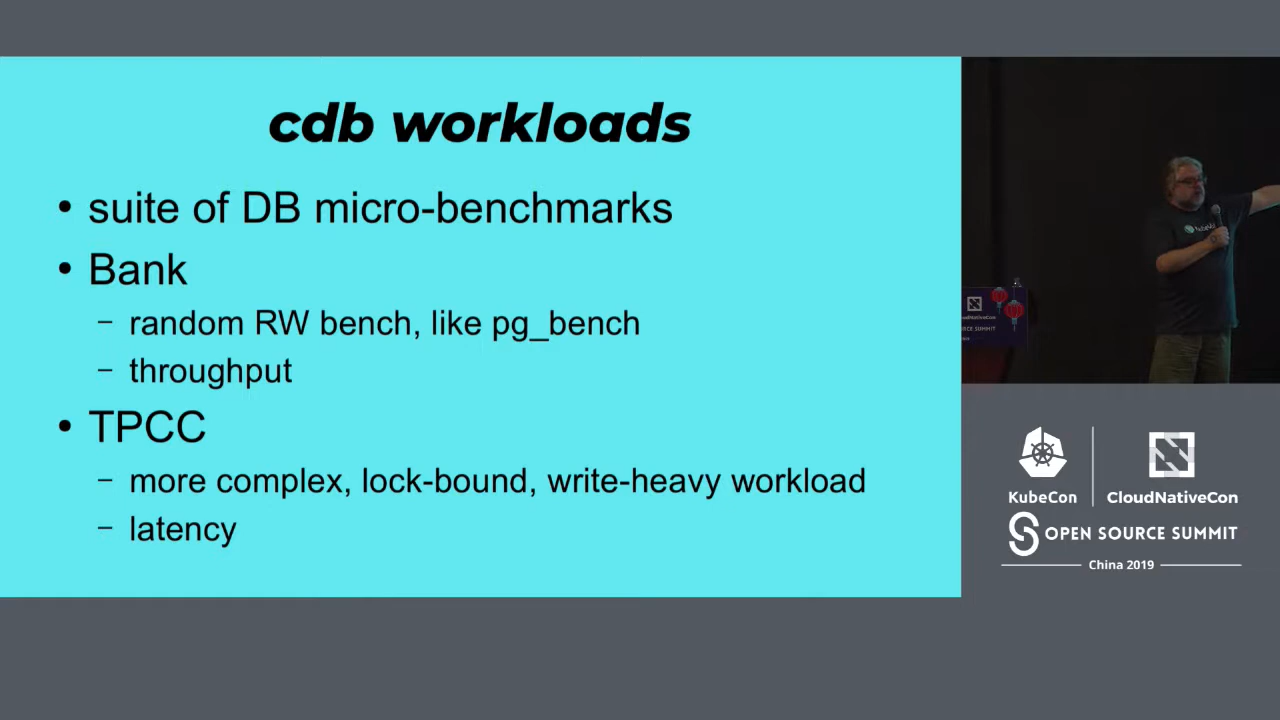 cdb workloads
• suite of DB micro-benchmarks
• Bank
– random RW bench, like pg_bench
– throughput
• TPCC
– more complex, lock-bound, write-heavy workload
– latency
KubeCon
CloudNativeCon
OPEN SOURCE SUMMIT
China 2019